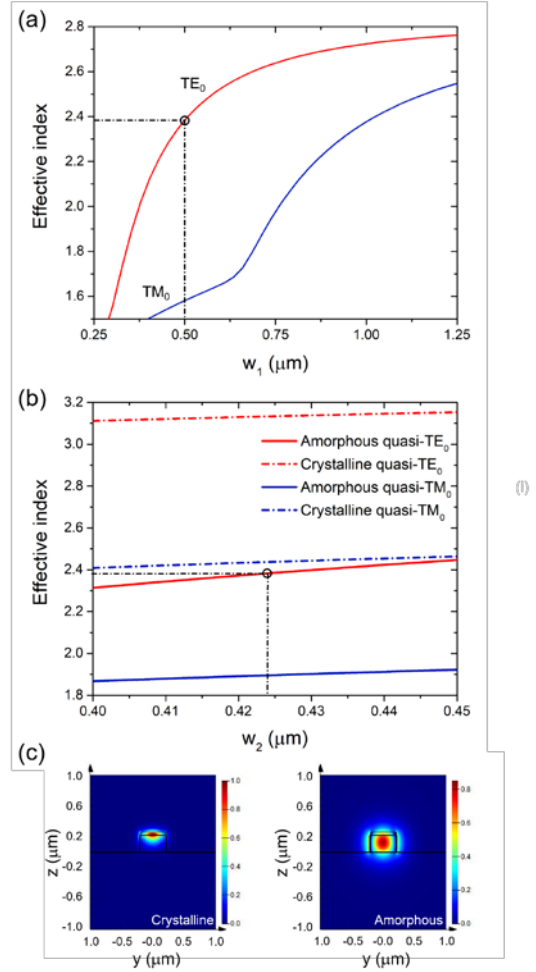 (a)
2.8
2.6
2.4
2.2
2.0
1.8
1.6
Effective index
TE₀
TM₀
0.25 0.50 0.75 1.00 1.25
w₁ (μm)
(b)
3.2
3.0
2.8
2.6
2.4
2.2
2.0
1.8
Effective index
Amorphous quasi-TE₀
Crystalline quasi-TE₀
Amorphous quasi-TM₀
Crystalline quasi-TM₀
0.40 0.41 0.42 0.43 0.44 0.45
w₂ (μm)
(l)
(c)
1.0
0.6
0.2
-0.2
-0.6
-1.0
z (μm)
Crystalline
1.0 -0.5 -0.0 0.5 1.0
y (μm)
1.0
0.8
0.6
0.4
0.2
0.0
1.0
0.6
0.2
-0.2
-0.6
-1.0
z (μm)
Amorphous
1.0 -0.5 -0.0 0.5 1.0
y (μm)
0.8
0.6
0.4
0.2
0.0